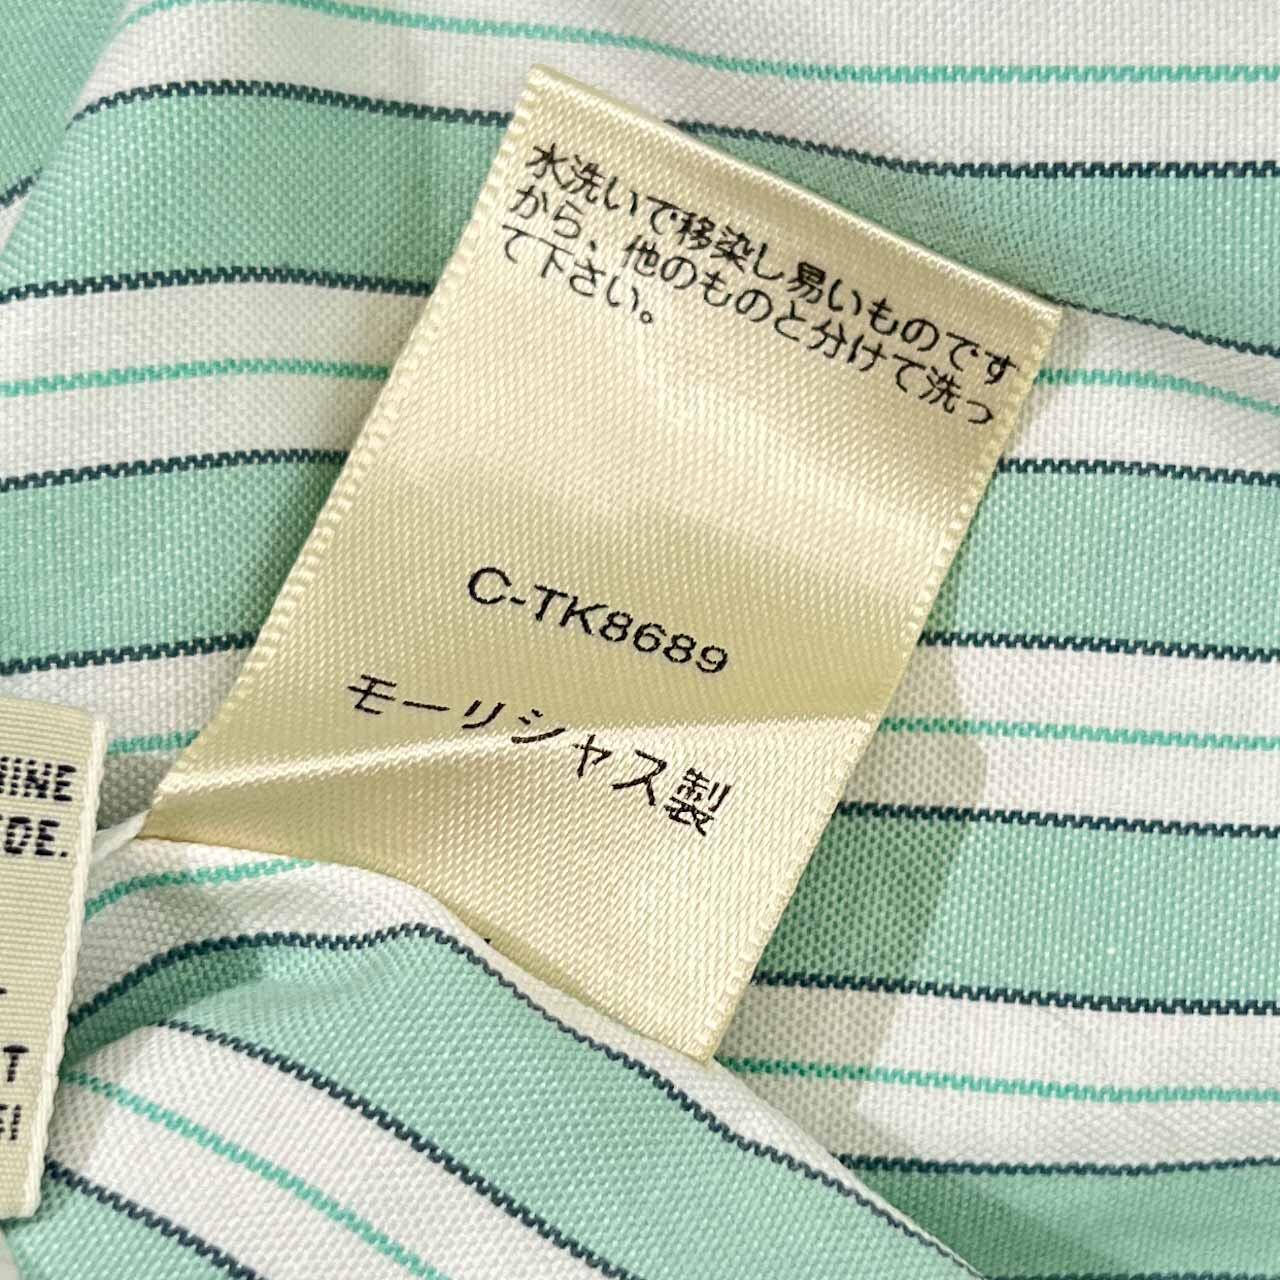 水洗いで移染し易いものです
から、他のものと分けて洗っ
て下さい。
C-TK8689
モーリシャス製